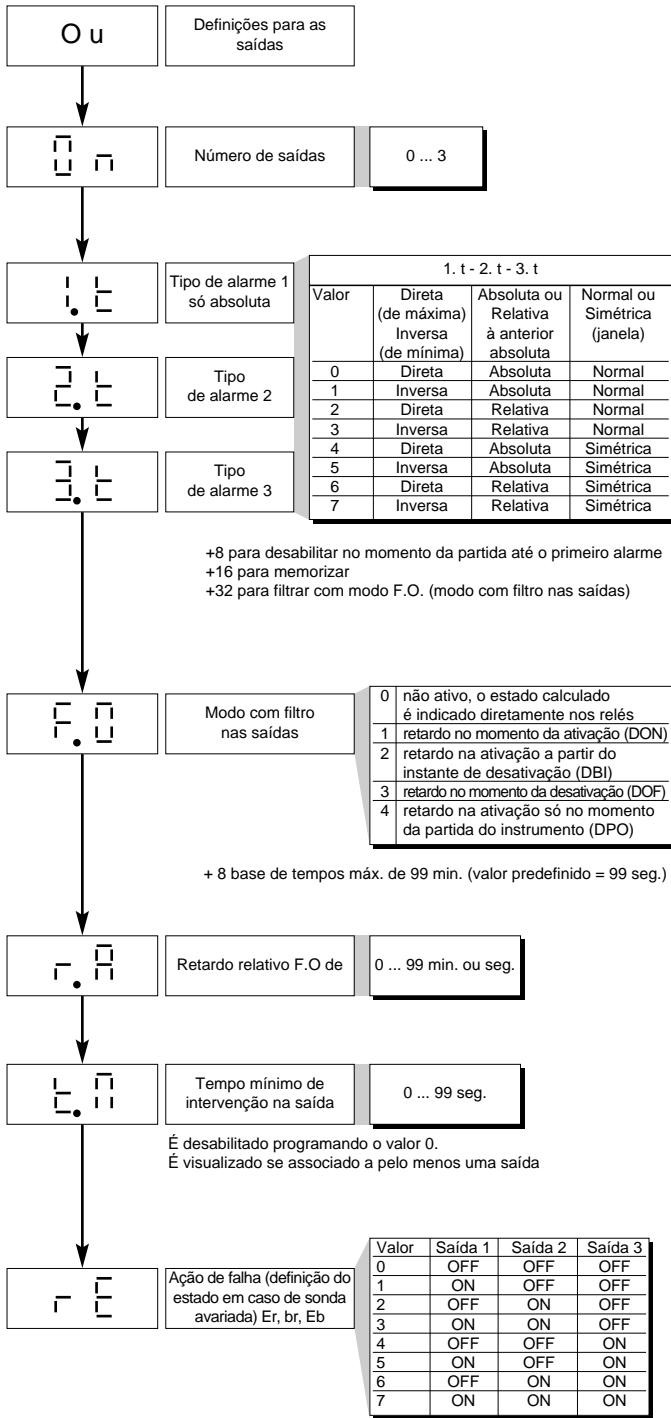 O u
Definições para as
saídas
0 n
Número de saídas
0 ... 3
1. t
Tipo de alarme 1
só absoluta
2. t
Tipo
de alarme 2
3. t
Tipo
de alarme 3
1. t - 2. t - 3. t
Valor Direta Absoluta ou Normal ou
(de máxima) Relativa Simétrica
Inversa à anterior (janela)
(de mínima) absoluta
0 Direta Absoluta Normal
1 Inversa Absoluta Normal
2 Direta Relativa Normal
3 Inversa Relativa Normal
4 Direta Absoluta Simétrica
5 Inversa Absoluta Simétrica
6 Direta Relativa Simétrica
7 Inversa Relativa Simétrica
+8 para desabilitar no momento da partida até o primeiro alarme
+16 para memorizar
+32 para filtrar com modo F.O. (modo com filtro nas saídas)
F. 0
Modo com filtro
nas saídas
0 não ativo, o estado calculado
é indicado diretamente nos relés
1 retardo no momento da ativação (DON)
2 retardo na ativação a partir do
instante de desativação (DBI)
3 retardo no momento da desativação (DOF)
4 retardo na ativação só no momento
da partida do instrumento (DPO)
+ 8 base de tempos máx. de 99 min. (valor predefinido = 99 seg.)
r. A
Retardo relativo F.O de
0 ... 99 min. ou seg.
t. M
Tempo mínimo de
intervenção na saída
0 ... 99 seg.
É desabilitado programando o valor 0.
É visualizado se associado a pelo menos uma saída
r E
Ação de falha (definição do
estado em caso de sonda
avariada) Er, br, Eb
Valor Saída 1 Saída 2 Saída 3
0 OFF OFF OFF
1 ON OFF OFF
2 OFF ON OFF
3 ON ON OFF
4 OFF OFF ON
5 ON OFF ON
6 OFF ON ON
7 ON ON ON